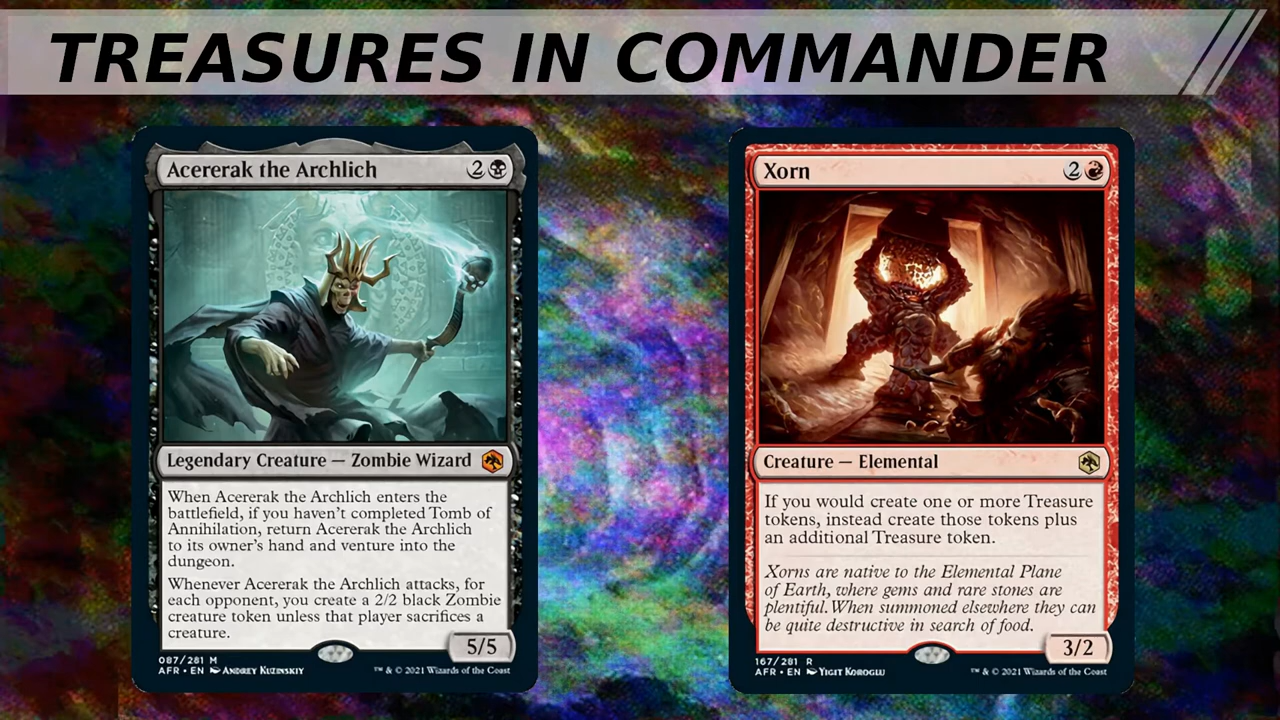 TREASURES IN COMMANDER
Acererak the Archlich 2
Legendary Creature — Zombie Wizard
When Acererak the Archlich enters the
battlefield, if you haven't completed Tomb of
Annihilation, return Acererak the Archlich
to its owner's hand and venture into the
dungeon.
Whenever Acererak the Archlich attacks, for
each opponent, you create a 2/2 black Zombie
creature token unless that player sacrifices a
creature.
5/5
087/281 M
AFR • EN Andrey Kuzinskiy
™ & © 2021 Wizards of the Coast
Xorn 2
Creature — Elemental
If you would create one or more Treasure
tokens, instead create those tokens plus
an additional Treasure token.
Xorns are native to the Elemental Plane
of Earth, where gems and rare stones are
plentiful. When summoned elsewhere they can
be quite destructive in search of food.
3/2
167/281 R
AFR • EN Yigit Koroglu
™ & © 2021 Wizards of the Coast